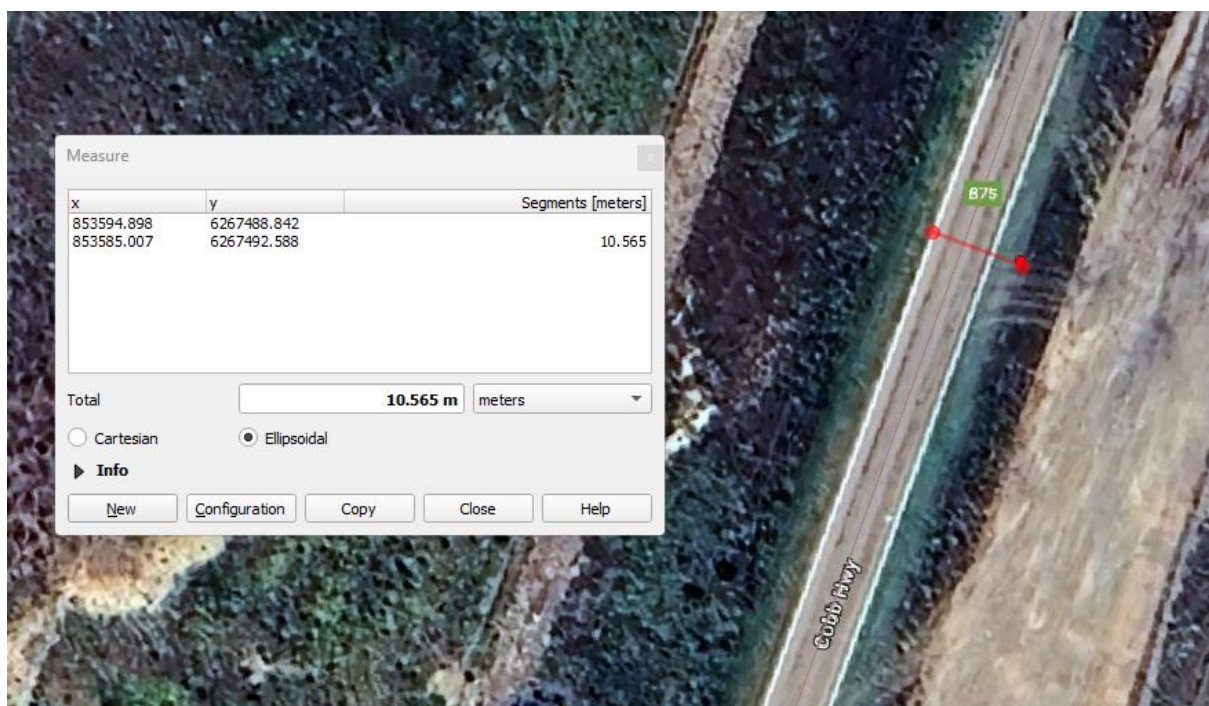 Measure
x y Segments [meters]
853594.898 6267488.842
853585.007 6267492.588 10.565
Total 10.565 m meters
Cartesian Ellipsoidal
Info
New Configuration Copy Close Help
B75
Cobb Hwy